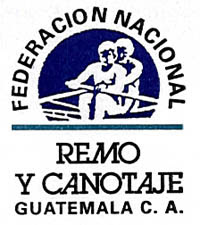 FEDERACION NACIONAL
REMO
Y CANOTAJE
GUATEMALA C. A.